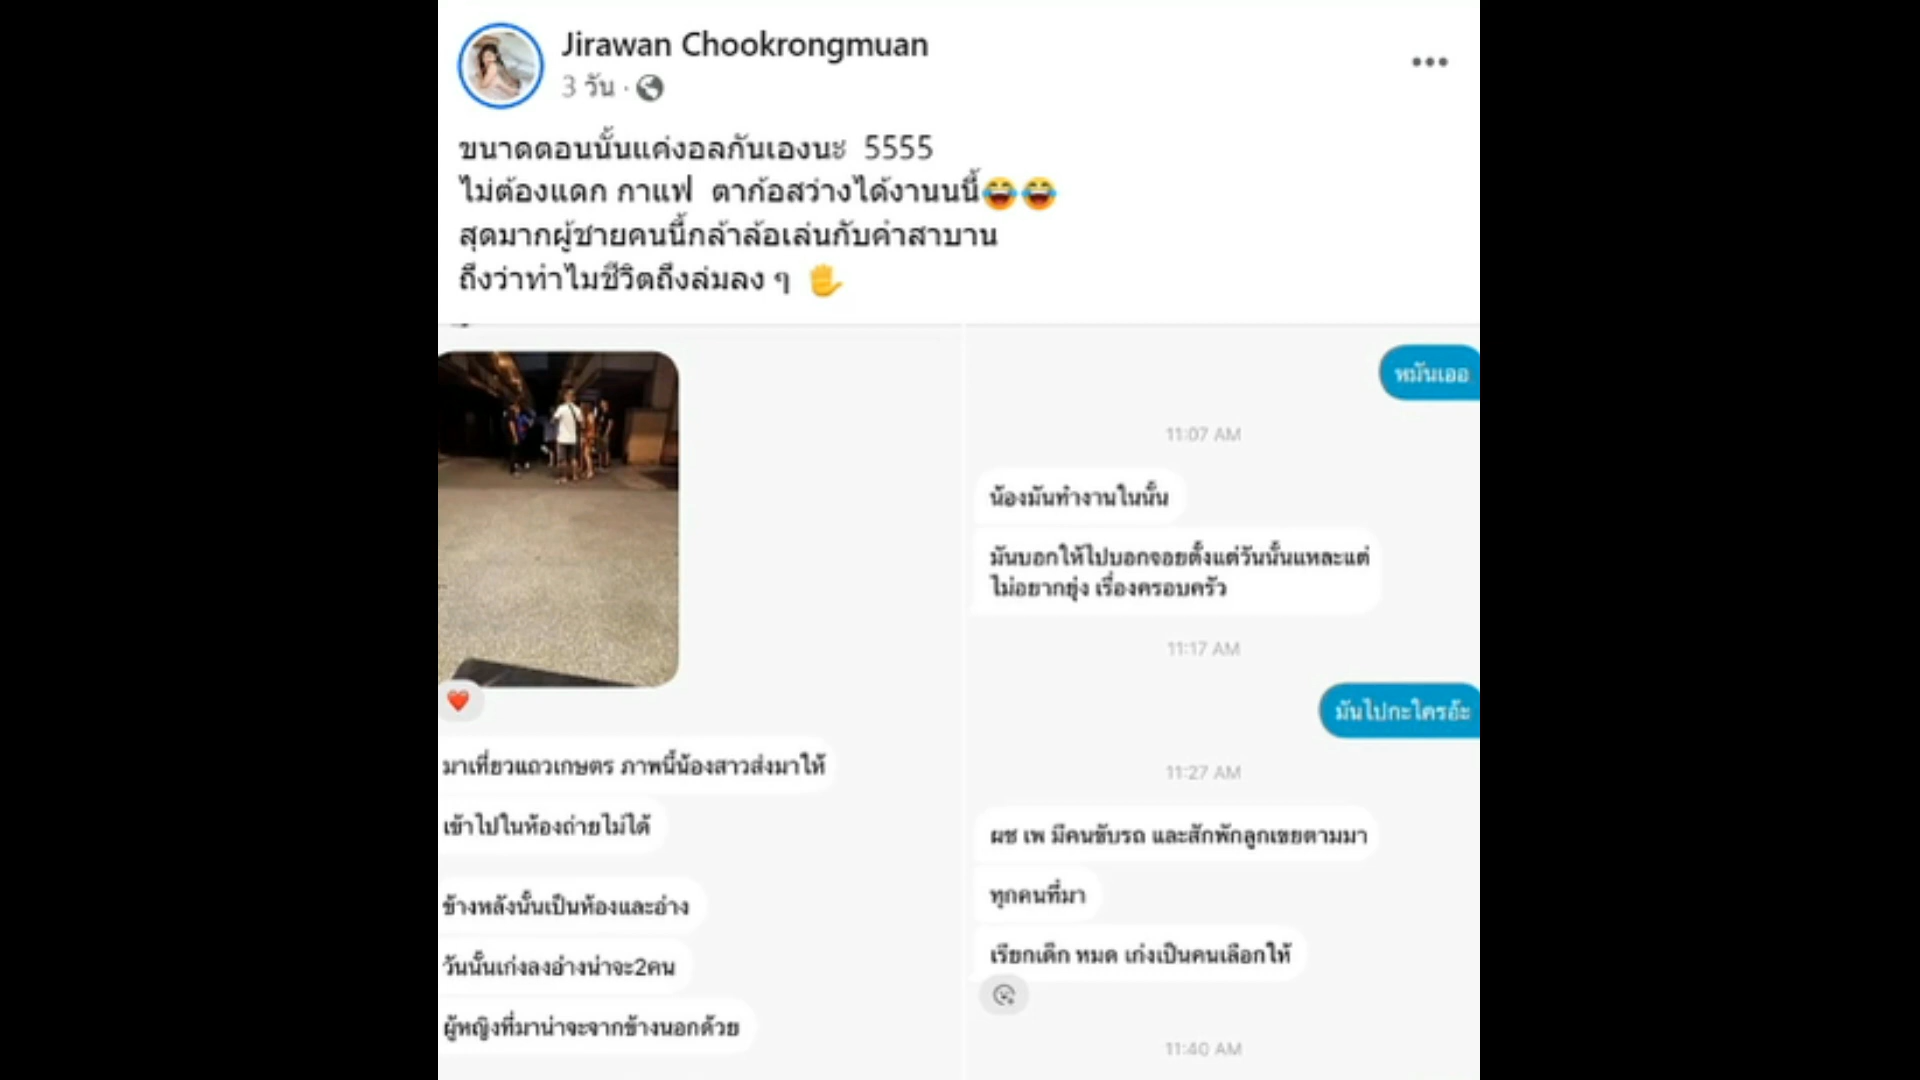 Jirawan Chookrongmuan
3 วัน
ขนาดตอนนั้นแค่งอลกันเองนะ 5555
ไม่ต้องแดก กาแฟ ตาก้อสว่างได้งานนนี้😂😂
สุดมากผู้ชายคนนี้กล้าล้อเล่นกับคำสาบาน
ถึงว่าทำไมชีวิตถึงล่มลง ๆ 🖐
มาเที่ยวแถวเกษตร ภาพนี้น้องสาวส่งมาให้
เข้าไปในห้องถ่ายไม่ได้
ข้างหลังนั้นเป็นห้องและอ่าง
วันนั้นเก่งลงอ่างน่าจะ2คน
ผู้หญิงที่มาน่าจะจากข้างนอกด้วย
หมันเออ
11:07 AM
น้องมันทำงานในนั้น
มันบอกให้ไปบอกจอยตั้งแต่วันนั้นแหละแต่
ไม่อยากยุ่ง เรื่องครอบครัว
11:17 AM
มันไปกะใครอ้ะ
11:27 AM
ผช เพ มีคนขับรถ และสักพักลูกเขยตามมา
ทุกคนที่มา
เรียกเด็ก หมด เก่งเป็นคนเลือกให้
11:40 AM